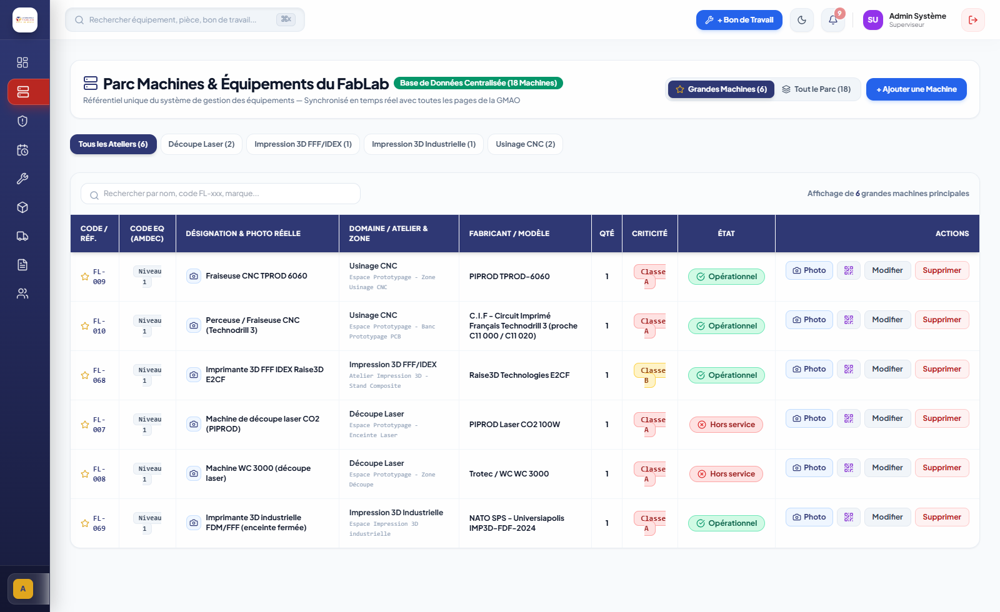 Rechercher équipement, pièce, bon de travail...
⌘K
+ Bon de Travail
9
SU
Admin Système
Superviseur
Parc Machines & Équipements du FabLab
Base de Données Centralisée (18 Machines)
Référentiel unique du système de gestion des équipements — Synchronisé en temps réel avec toutes les pages de la GMAO
Grandes Machines (6)
Tout le Parc (18)
+ Ajouter une Machine
Tous les Ateliers (6)
Découpe Laser (2)
Impression 3D FFF/IDEX (1)
Impression 3D Industrielle (1)
Usinage CNC (2)
Rechercher par nom, code FL-xxx, marque...
Affichage de 6 grandes machines principales
CODE /
RÉF.
CODE EQ
(AMDEC)
DÉSIGNATION & PHOTO RÉELLE
DOMAINE / ATELIER &
ZONE
FABRICANT / MODÈLE
QTÉ
CRITICITÉ
ÉTAT
ACTIONS
FL-
009
Niveau
1
Fraiseuse CNC TPROD 6060
Usinage CNC
Espace Prototypage - Zone
Usinage CNC
PIPROD TPROD-6060
1
Classe
A
Opérationnel
Photo
Modifier
Supprimer
FL-
010
Niveau
1
Perceuse / Fraiseuse CNC
(Technodrill 3)
Usinage CNC
Espace Prototypage - Banc
Prototypage PCB
C.I.F - Circuit Imprimé
Français Technodrill 3 (proche
C11 000 / C11 020)
1
Classe
A
Opérationnel
Photo
Modifier
Supprimer
FL-
068
Niveau
1
Imprimante 3D FFF IDEX Raise3D
E2CF
Impression 3D FFF/IDEX
Atelier Impression 3D -
Stand Composite
Raise3D Technologies E2CF
1
Classe
B
Opérationnel
Photo
Modifier
Supprimer
FL-
007
Niveau
1
Machine de découpe laser CO2
(PIPROD)
Découpe Laser
Espace Prototypage -
Enceinte Laser
PIPROD Laser CO2 100W
1
Classe
A
Hors service
Photo
Modifier
Supprimer
FL-
008
Niveau
1
Machine WC 3000 (découpe
laser)
Découpe Laser
Espace Prototypage - Zone
Découpe
Trotec / WC WC 3000
1
Classe
A
Hors service
Photo
Modifier
Supprimer
FL-
069
Niveau
1
Imprimante 3D industrielle
FDM/FFF (enceinte fermée)
Impression 3D Industrielle
Espace Impression 3D
industrielle
NATO SPS - Universiapolis
IMP3D-FDF-2024
1
Classe
A
Opérationnel
Photo
Modifier
Supprimer
A